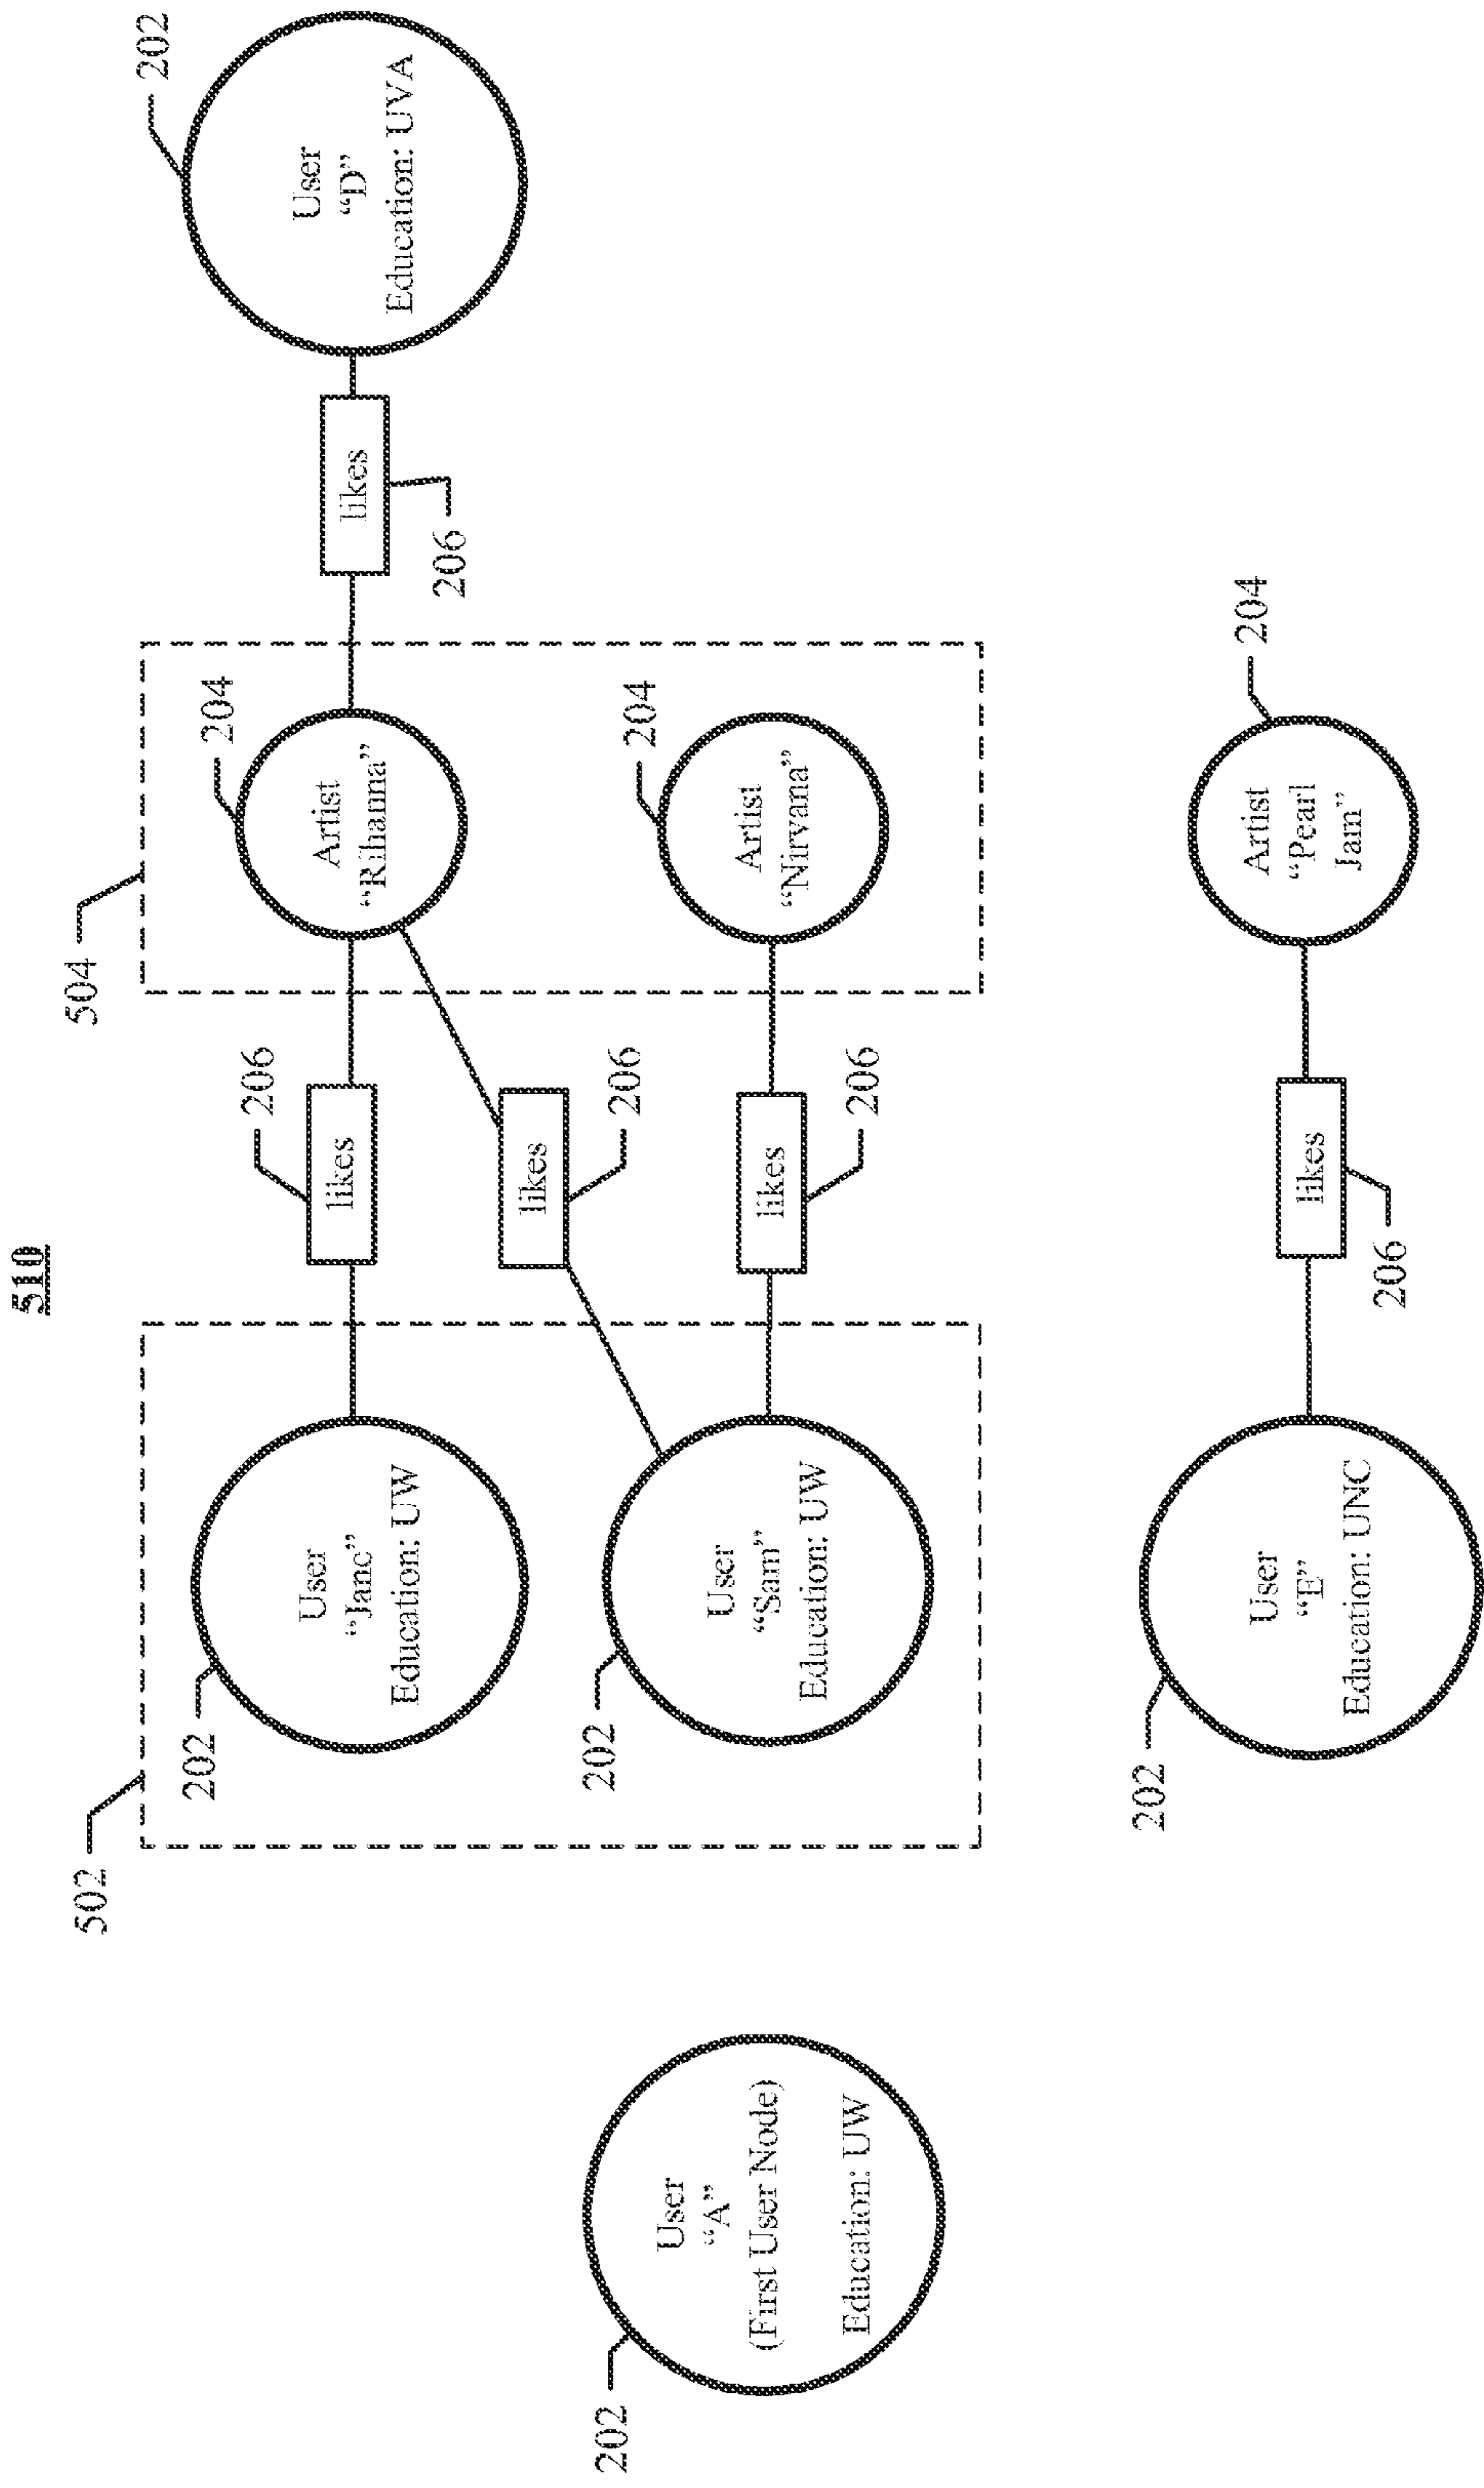 510
502
504
202
202
User
“Jane”
Education: UW
206
likes
204
Artist
“Rihanna”
likes
206
User
“D”
Education: UVA
202
User
“A”
(First User Node)
Education: UW
202
User
“Sam”
Education: UW
likes
206
likes
206
204
Artist
“Nirvana”
202
User
“E”
Education: UNC
likes
206
Artist
“Pearl
Jam”
204